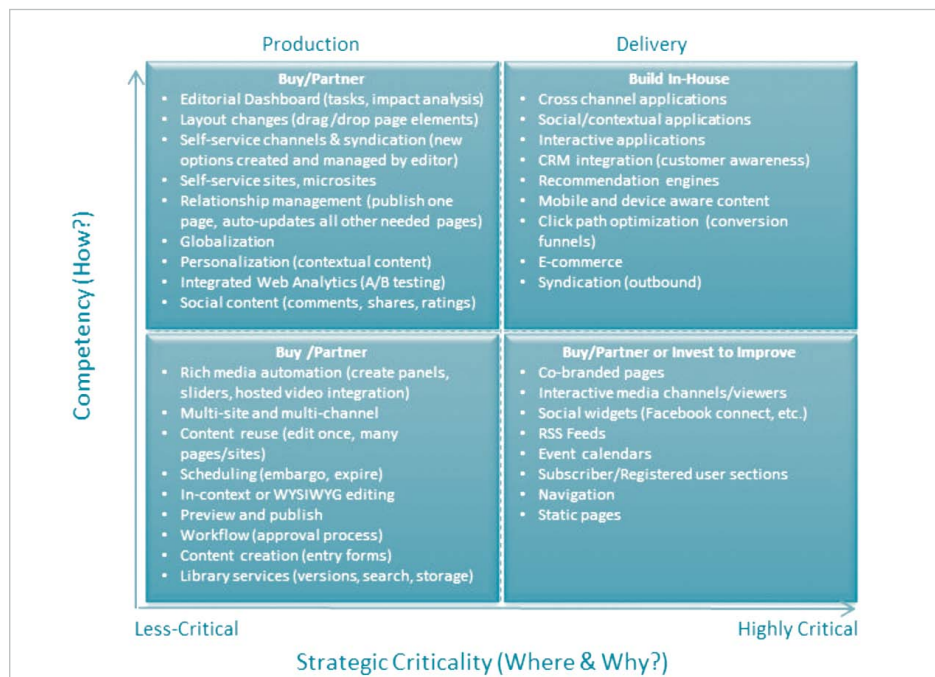 Production
Delivery
Competency (How?)
Buy/Partner
• Editorial Dashboard (tasks, impact analysis)
• Layout changes (drag /drop page elements)
• Self-service channels & syndication (new
options created and managed by editor)
• Self-service sites, microsites
• Relationship management (publish one
page, auto-updates all other needed pages)
• Globalization
• Personalization (contextual content)
• Integrated Web Analytics (A/B testing)
• Social content (comments, shares, ratings)
Build In-House
• Cross channel applications
• Social/contextual applications
• Interactive applications
• CRM integration (customer awareness)
• Recommendation engines
• Mobile and device aware content
• Click path optimization (conversion
funnels)
• E-commerce
• Syndication (outbound)
Buy /Partner
• Rich media automation (create panels,
sliders, hosted video integration)
• Multi-site and multi-channel
• Content reuse (edit once, many
pages/sites)
• Scheduling (embargo, expire)
• In-context or WYSIWYG editing
• Preview and publish
• Workflow (approval process)
• Content creation (entry forms)
• Library services (versions, search, storage)
Buy/Partner or Invest to Improve
• Co-branded pages
• Interactive media channels/viewers
• Social widgets (Facebook connect, etc.)
• RSS Feeds
• Event calendars
• Subscriber/Registered user sections
• Navigation
• Static pages
Less-Critical
Highly Critical
Strategic Criticality (Where & Why?)